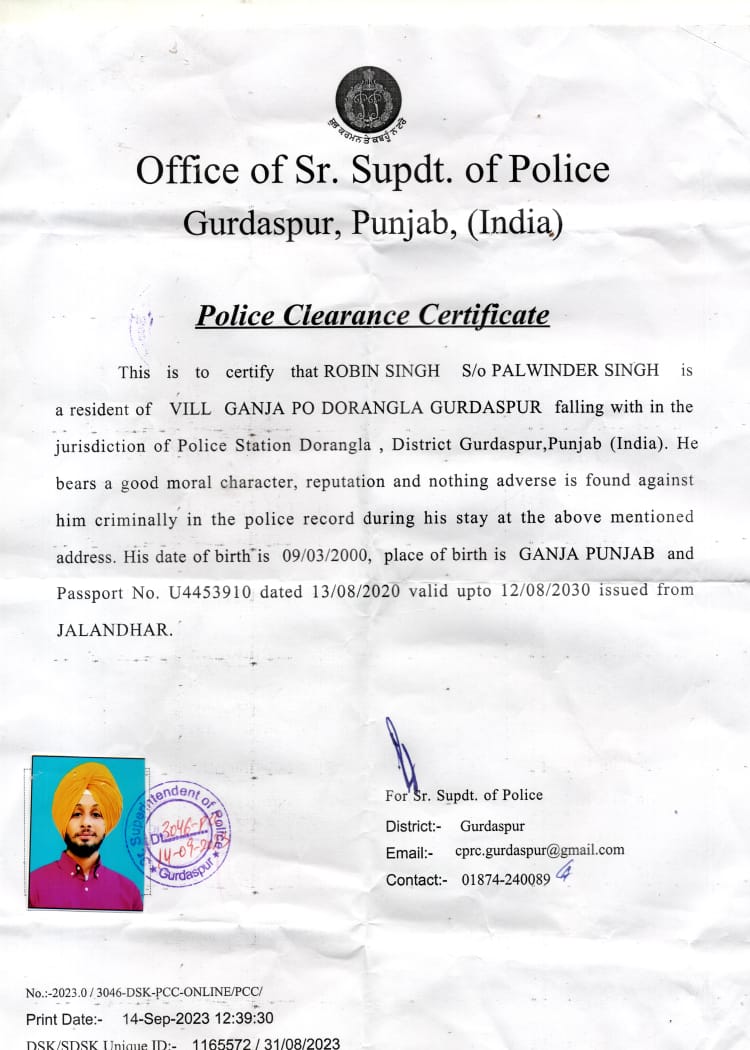 ਸ਼ੁਭ ਕਰਮਨ ਤੇ ਕਬਹੂੰ ਨ ਟਰੋਂ
Office of Sr. Supdt. of Police
Gurdaspur, Punjab, (India)
Police Clearance Certificate
This is to certify that ROBIN SINGH S/o PALWINDER SINGH is
a resident of VILL GANJA PO DORANGLA GURDASPUR falling with in the
jurisdiction of Police Station Dorangla , District Gurdaspur,Punjab (India). He
bears a good moral character, reputation and nothing adverse is found against
him criminally in the police record during his stay at the above mentioned
address. His date of birth is 09/03/2000, place of birth is GANJA PUNJAB and
Passport No. U4453910 dated 13/08/2020 valid upto 12/08/2030 issued from
JALANDHAR.
Superintendent of Police
3046-PCC
14-09-2023
Gurdaspur
For Sr. Supdt. of Police
District:- Gurdaspur
Email:- cprc.gurdaspur@gmail.com
Contact:- 01874-240089
No.:-2023.0 / 3046-DSK-PCC-ONLINE/PCC/
Print Date:- 14-Sep-2023 12:39:30
DSK/SDSK Unique ID:- 1165572 / 31/08/2023